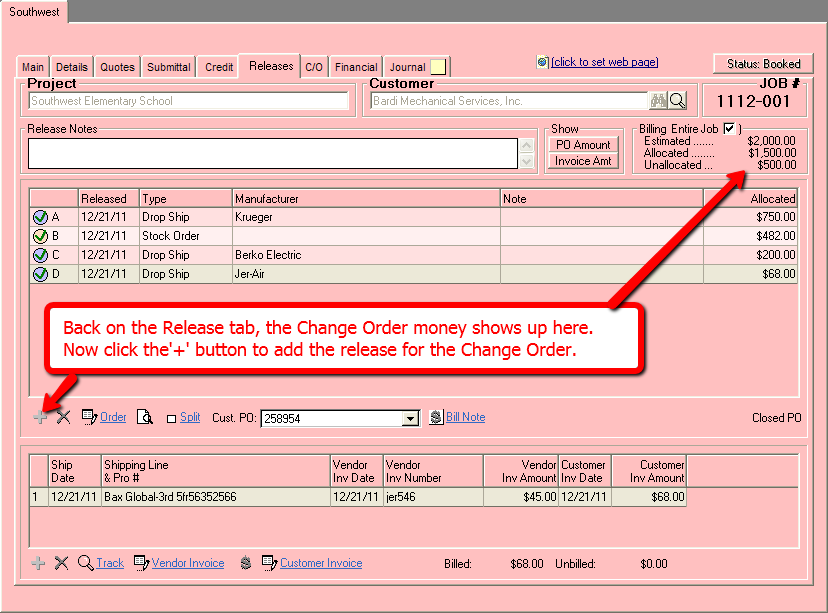 Southwest
Main Details Quotes Submittal Credit Releases C/O Financial Journal
[click to set web page]
Status: Booked
Project
Southwest Elementary School
Customer
Bardi Mechanical Services, Inc.
JOB #
1112-001
Release Notes
Show
PO Amount
Invoice Amt
Billing Entire Job )
Estimated ....... $2,000.00
Allocated ........ $1,500.00
Unallocated ... $500.00
Released Type Manufacturer Note Allocated
A 12/21/11 Drop Ship Krueger $750.00
B 12/21/11 Stock Order $482.00
C 12/21/11 Drop Ship Berko Electric $200.00
D 12/21/11 Drop Ship Jer-Air $68.00
Back on the Release tab, the Change Order money shows up here.
Now click the'+' button to add the release for the Change Order.
Order Split Cust. PO: 258954 Bill Note Closed PO
Ship Shipping Line Vendor Vendor Vendor Customer Customer
Date & Pro # Inv Date Inv Number Inv Amount Inv Date Inv Amount
1 12/21/11 Bax Global-3rd 5fr56352566 12/21/11 jer546 $45.00 12/21/11 $68.00
Track Vendor Invoice Customer Invoice Billed: $68.00 Unbilled: $0.00